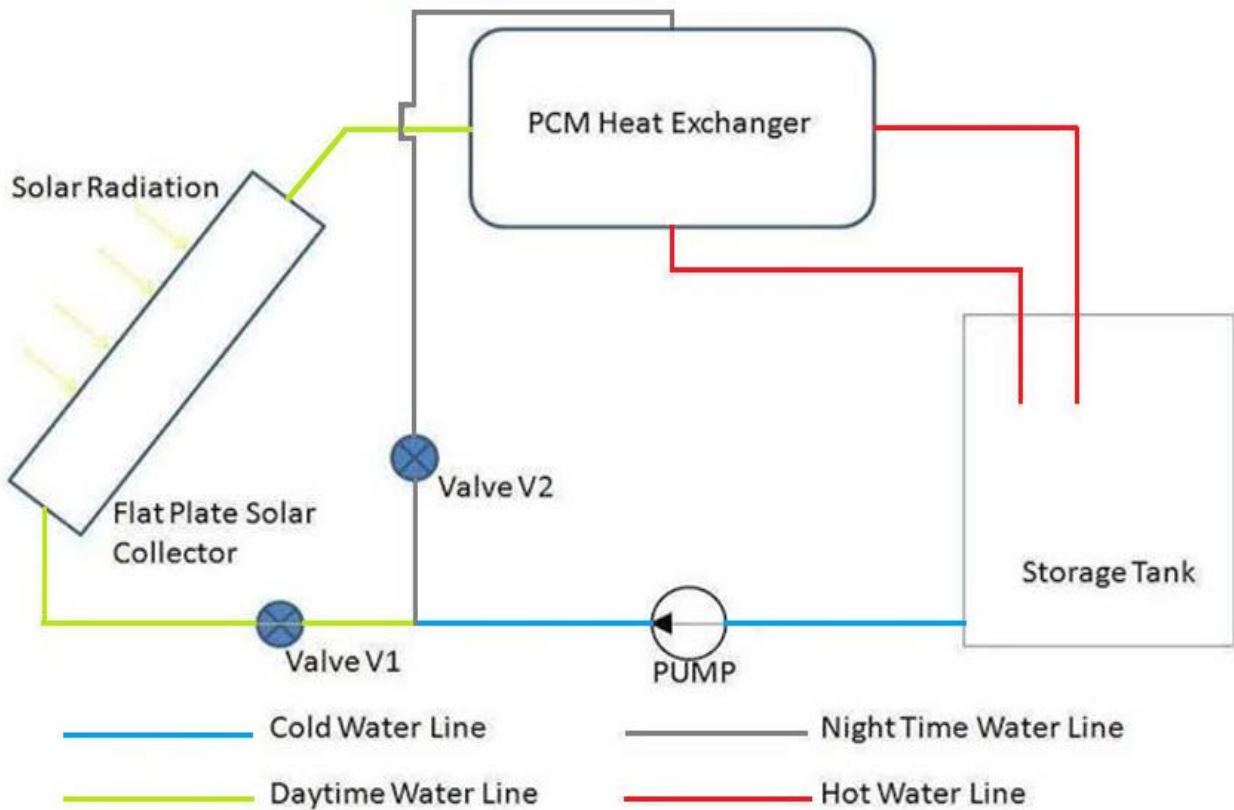 PCM Heat Exchanger
Solar Radiation
Valve V2
Flat Plate Solar
Collector
Storage Tank
Valve V1
PUMP
Cold Water Line
Night Time Water Line
Daytime Water Line
Hot Water Line